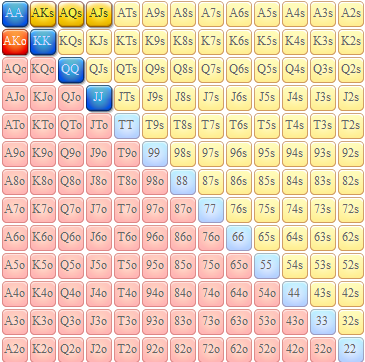 AA AKs AQs AJs ATs A9s A8s A7s A6s A5s A4s A3s A2s
AKo KK KQs KJs KTs K9s K8s K7s K6s K5s K4s K3s K2s
AQo KQo QQ QJs QTs Q9s Q8s Q7s Q6s Q5s Q4s Q3s Q2s
AJo KJo QJo JJ JTs J9s J8s J7s J6s J5s J4s J3s J2s
ATo KTo QTo JTo TT T9s T8s T7s T6s T5s T4s T3s T2s
A9o K9o Q9o J9o T9o 99 98s 97s 96s 95s 94s 93s 92s
A8o K8o Q8o J8o T8o 98o 88 87s 86s 85s 84s 83s 82s
A7o K7o Q7o J7o T7o 97o 87o 77 76s 75s 74s 73s 72s
A6o K6o Q6o J6o T6o 96o 86o 76o 66 65s 64s 63s 62s
A5o K5o Q5o J5o T5o 95o 85o 75o 65o 55 54s 53s 52s
A4o K4o Q4o J4o T4o 94o 84o 74o 64o 54o 44 43s 42s
A3o K3o Q3o J3o T3o 93o 83o 73o 63o 53o 43o 33 32s
A2o K2o Q2o J2o T2o 92o 82o 72o 62o 52o 42o 32o 22